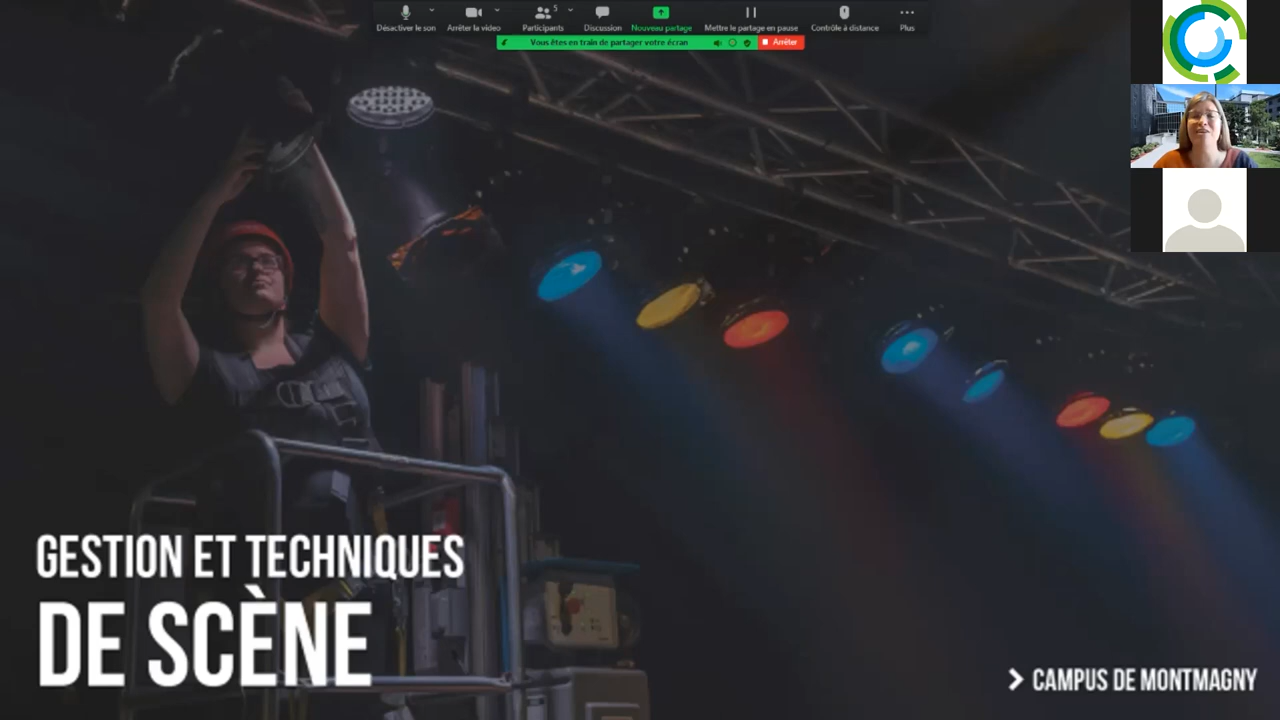 5
Désactiver le son
Arrêter la vidéo
Participants
Discussion
Nouveau partage
Mettre le partage en pause
Contrôle à distance
Plus
Vous êtes en train de partager votre écran
Arrêter
GESTION ET TECHNIQUES
DE SCÈNE
CAMPUS DE MONTMAGNY